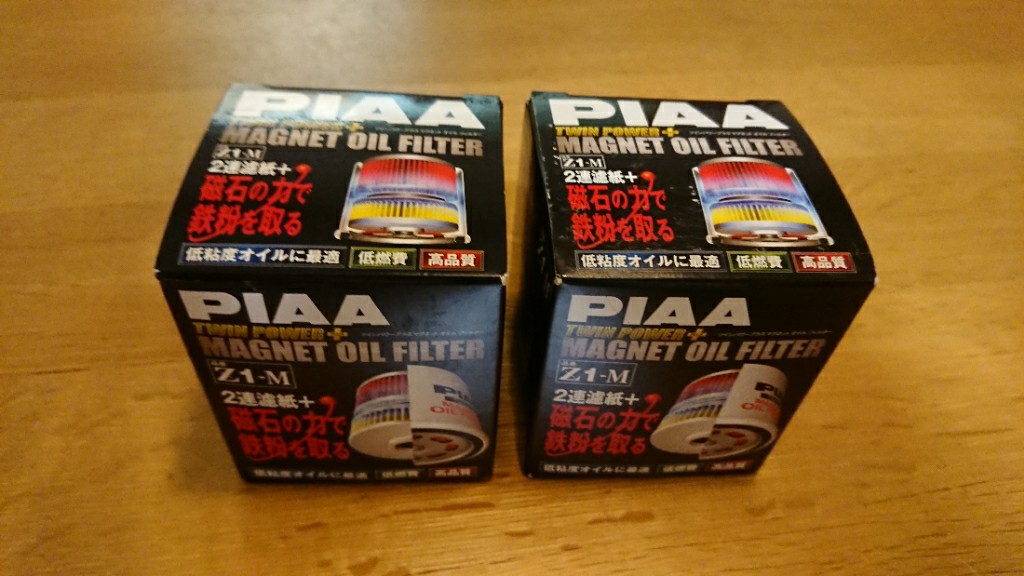 PIAA
MAGNET OIL FILTER
Z1-M
2連濾紙+
磁石の力で
鉄粉を取る
低粘度オイルに最適 低燃費 高品質
PIAA
TWIN POWER+
MAGNET OIL FILTER
Z1-M
2連濾紙+
磁石の力で
鉄粉を取る
低粘度オイルに最適 低燃費 高品質
PIAA
TWIN POWER+
MAGNET OIL FILTER
Z1-M
2連濾紙+
磁石の力で
鉄粉を取る
低粘度オイルに最適 低燃費 高品質
PIAA
TWIN POWER+
MAGNET OIL FILTER
Z1-M
2連濾紙+
磁石の力で
鉄粉を取る
低粘度オイルに最適 低燃費 高品質